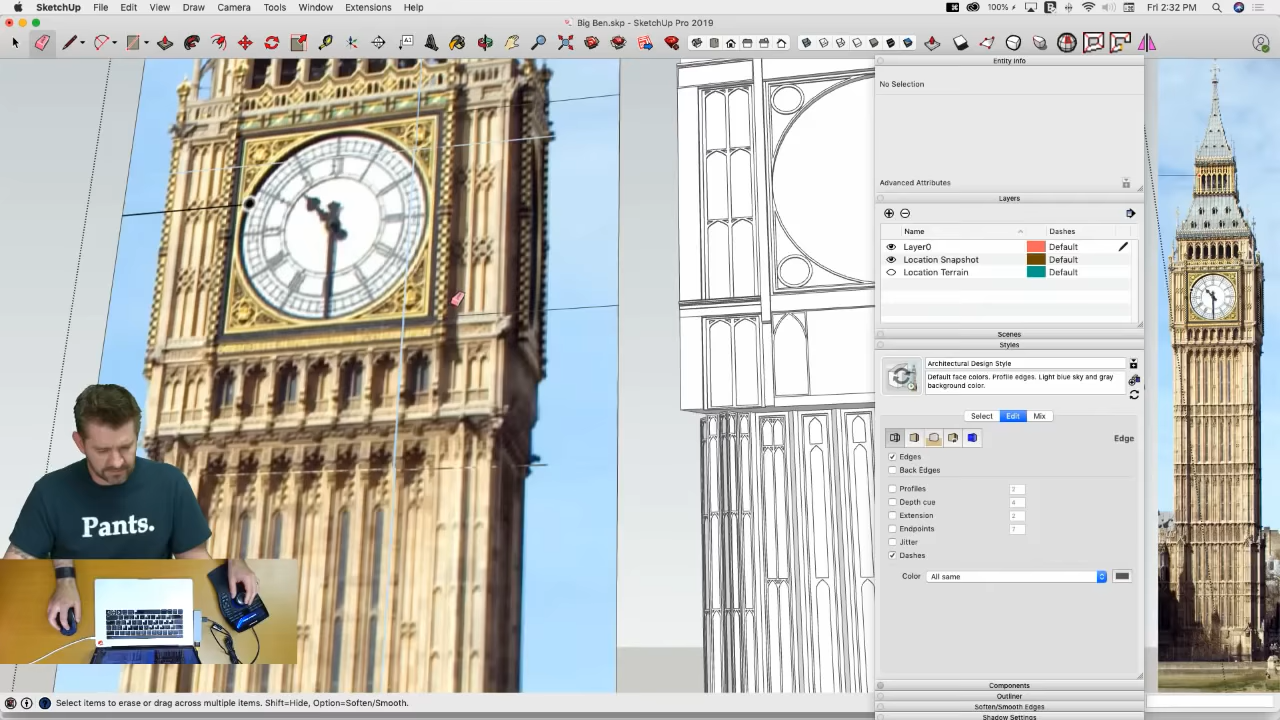 SketchUp File Edit View Draw Camera Tools Window Extensions Help 100% Fri 2:32 PM
Big Ben.skp - SketchUp Pro 2019
Entity Info
No Selection
Advanced Attributes
Layers
Name Dashes
Layer0 Default
Location Snapshot Default
Location Terrain Default
Scenes
Styles
Architectural Design Style
Default face colors. Profile edges. Light blue sky and gray
background color.
Select Edit Mix
Edge
Edges
Back Edges
Profiles 2
Depth cue 4
Extension 2
Endpoints 7
Jitter
Dashes
Color All same
Pants.
Components
Outliner
Soften/Smooth Edges
Shadow Settings
Select items to erase or drag across multiple items. Shift=Hide, Option=Soften/Smooth.